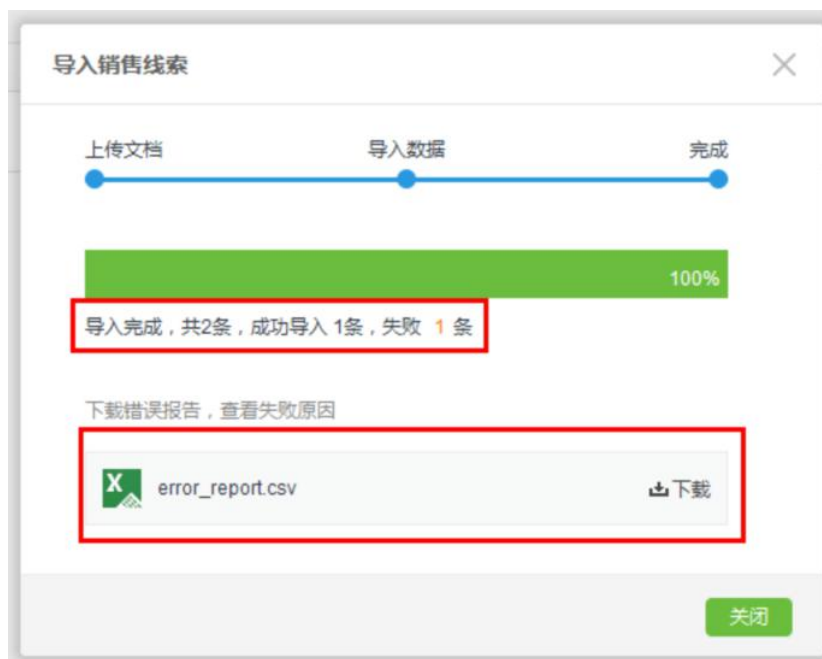 导入销售线索
上传文档 导入数据 完成
100%
导入完成，共2条，成功导入 1条，失败 1 条
下载错误报告，查看失败原因
error_report.csv 下载
关闭